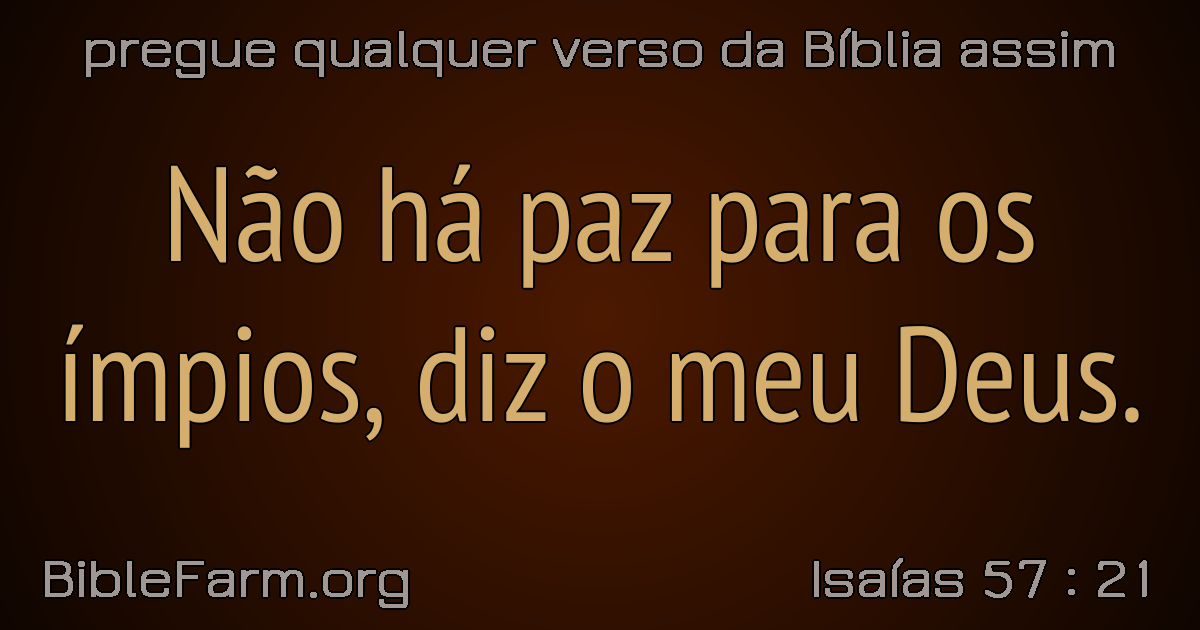 pregue qualquer verso da Bíblia assim
Não há paz para os
ímpios, diz o meu Deus.
BibleFarm.org
Isaías 57 : 21